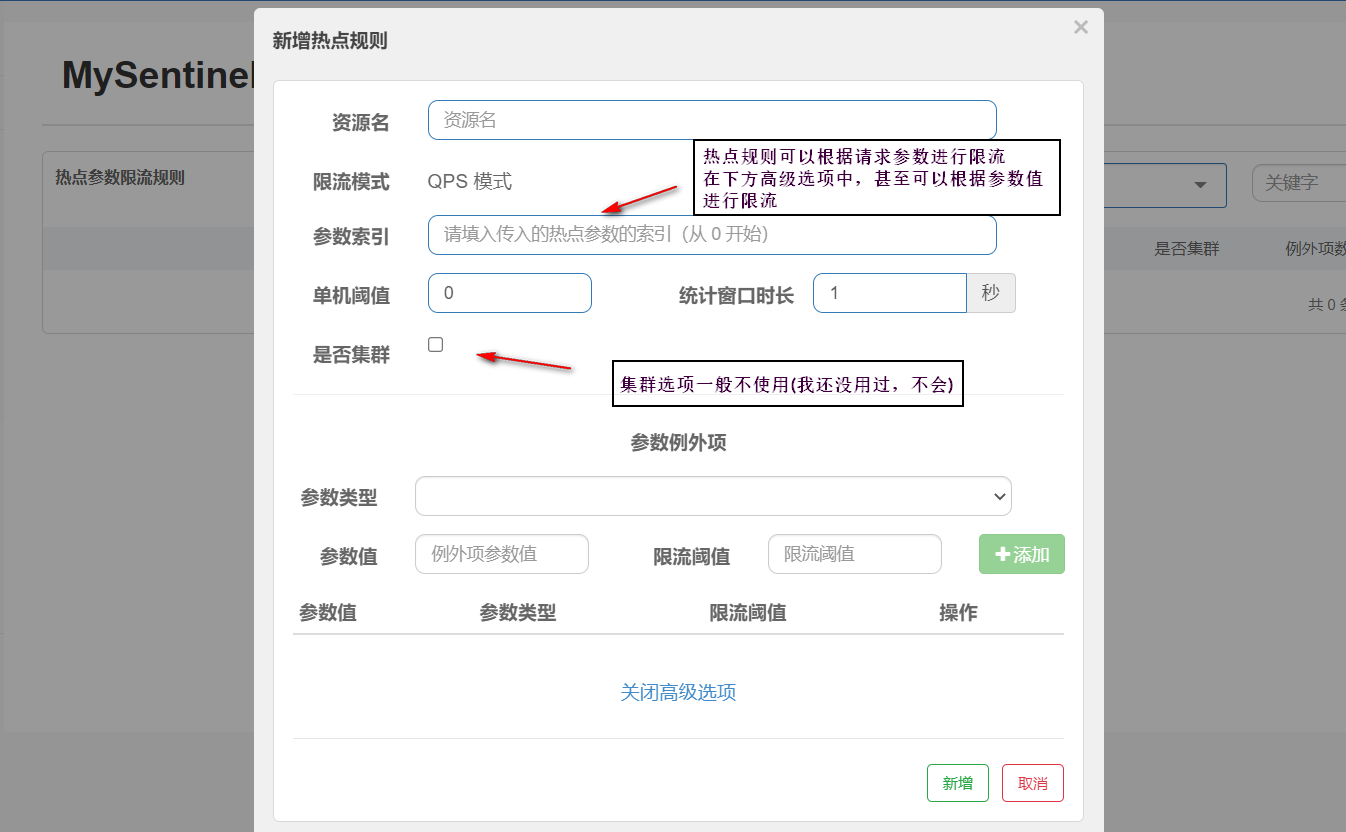 新增热点规则
×
MySentinel
热点参数限流规则
关键字
是否集群
例外项数
共 0 条
资源名
资源名
热点规则可以根据请求参数进行限流
在下方高级选项中，甚至可以根据参数值
进行限流
限流模式
QPS 模式
参数索引
请填入传入的热点参数的索引（从 0 开始）
单机阈值
0
统计窗口时长
1
秒
是否集群
集群选项一般不使用(我还没用过，不会)
参数例外项
参数类型
参数值
例外项参数值
限流阈值
限流阈值
添加
参数值
参数类型
限流阈值
操作
关闭高级选项
新增
取消